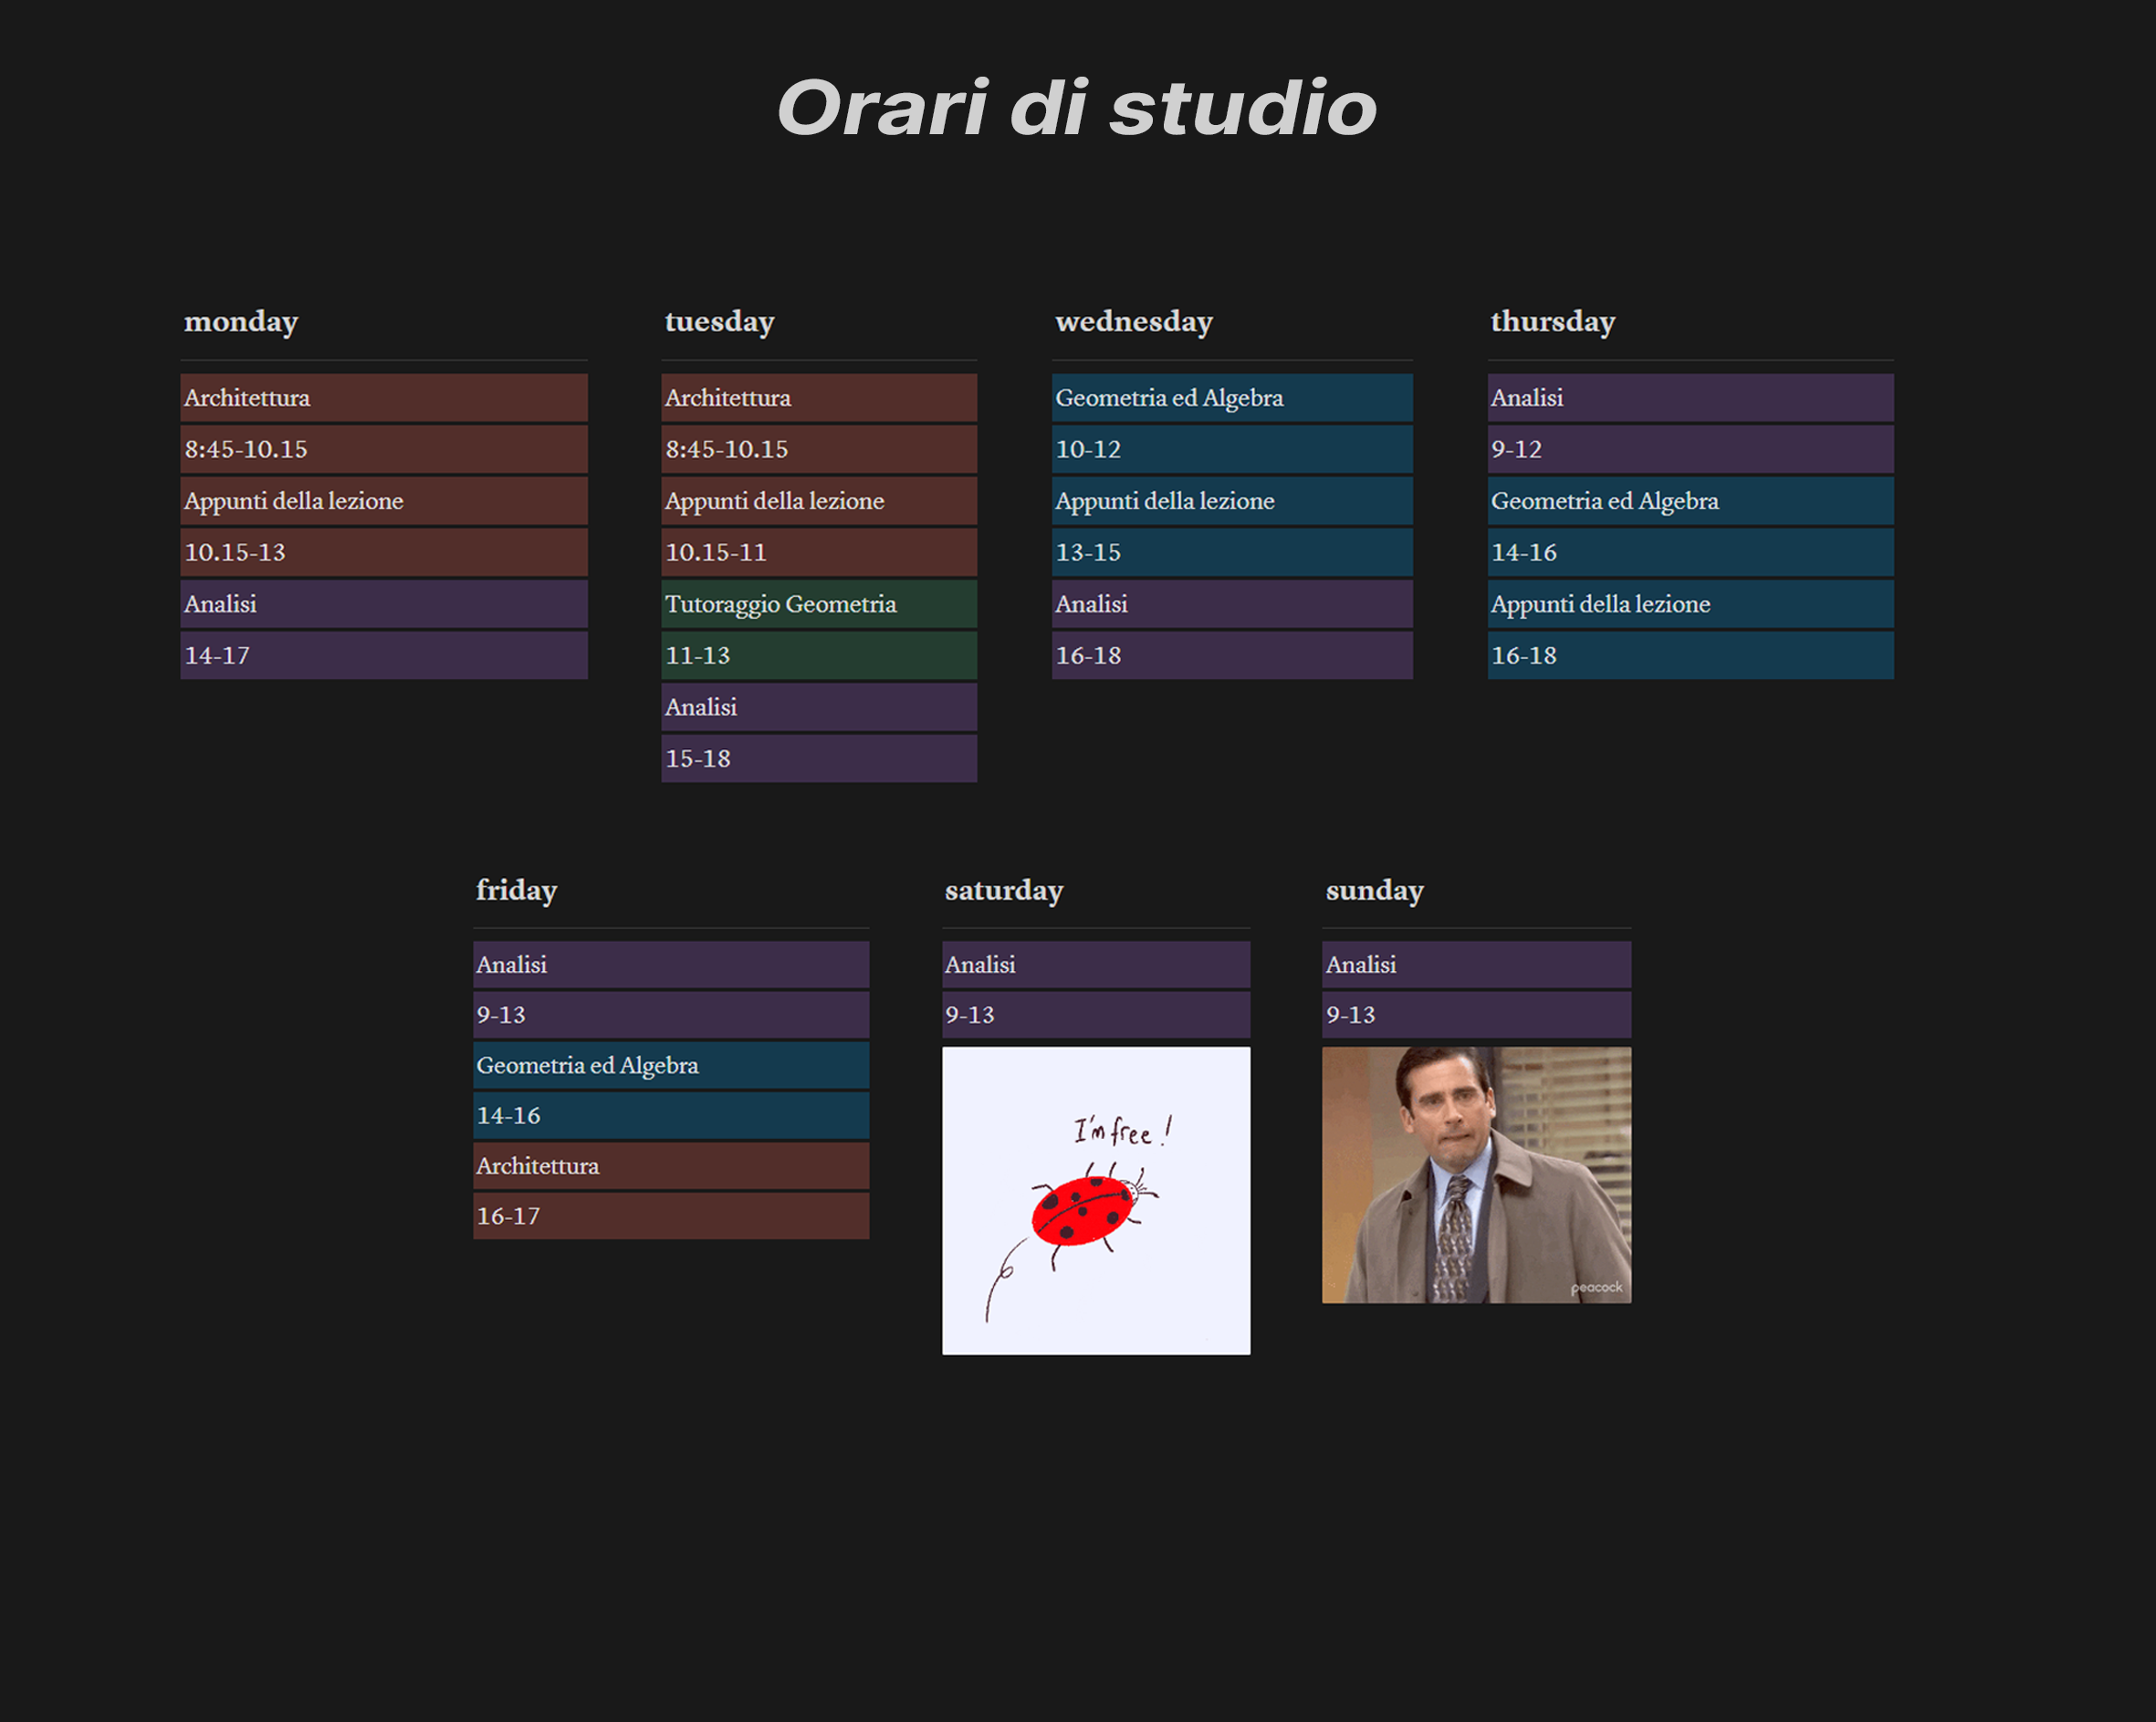 Orari di studio
monday
Architettura
8:45-10.15
Appunti della lezione
10.15-13
Analisi
14-17
tuesday
Architettura
8:45-10.15
Appunti della lezione
10.15-11
Tutoraggio Geometria
11-13
Analisi
15-18
wednesday
Geometria ed Algebra
10-12
Appunti della lezione
13-15
Analisi
16-18
thursday
Analisi
9-12
Geometria ed Algebra
14-16
Appunti della lezione
16-18
friday
Analisi
9-13
Geometria ed Algebra
14-16
Architettura
16-17
saturday
Analisi
9-13
I'm free!
sunday
Analisi
9-13
peacock